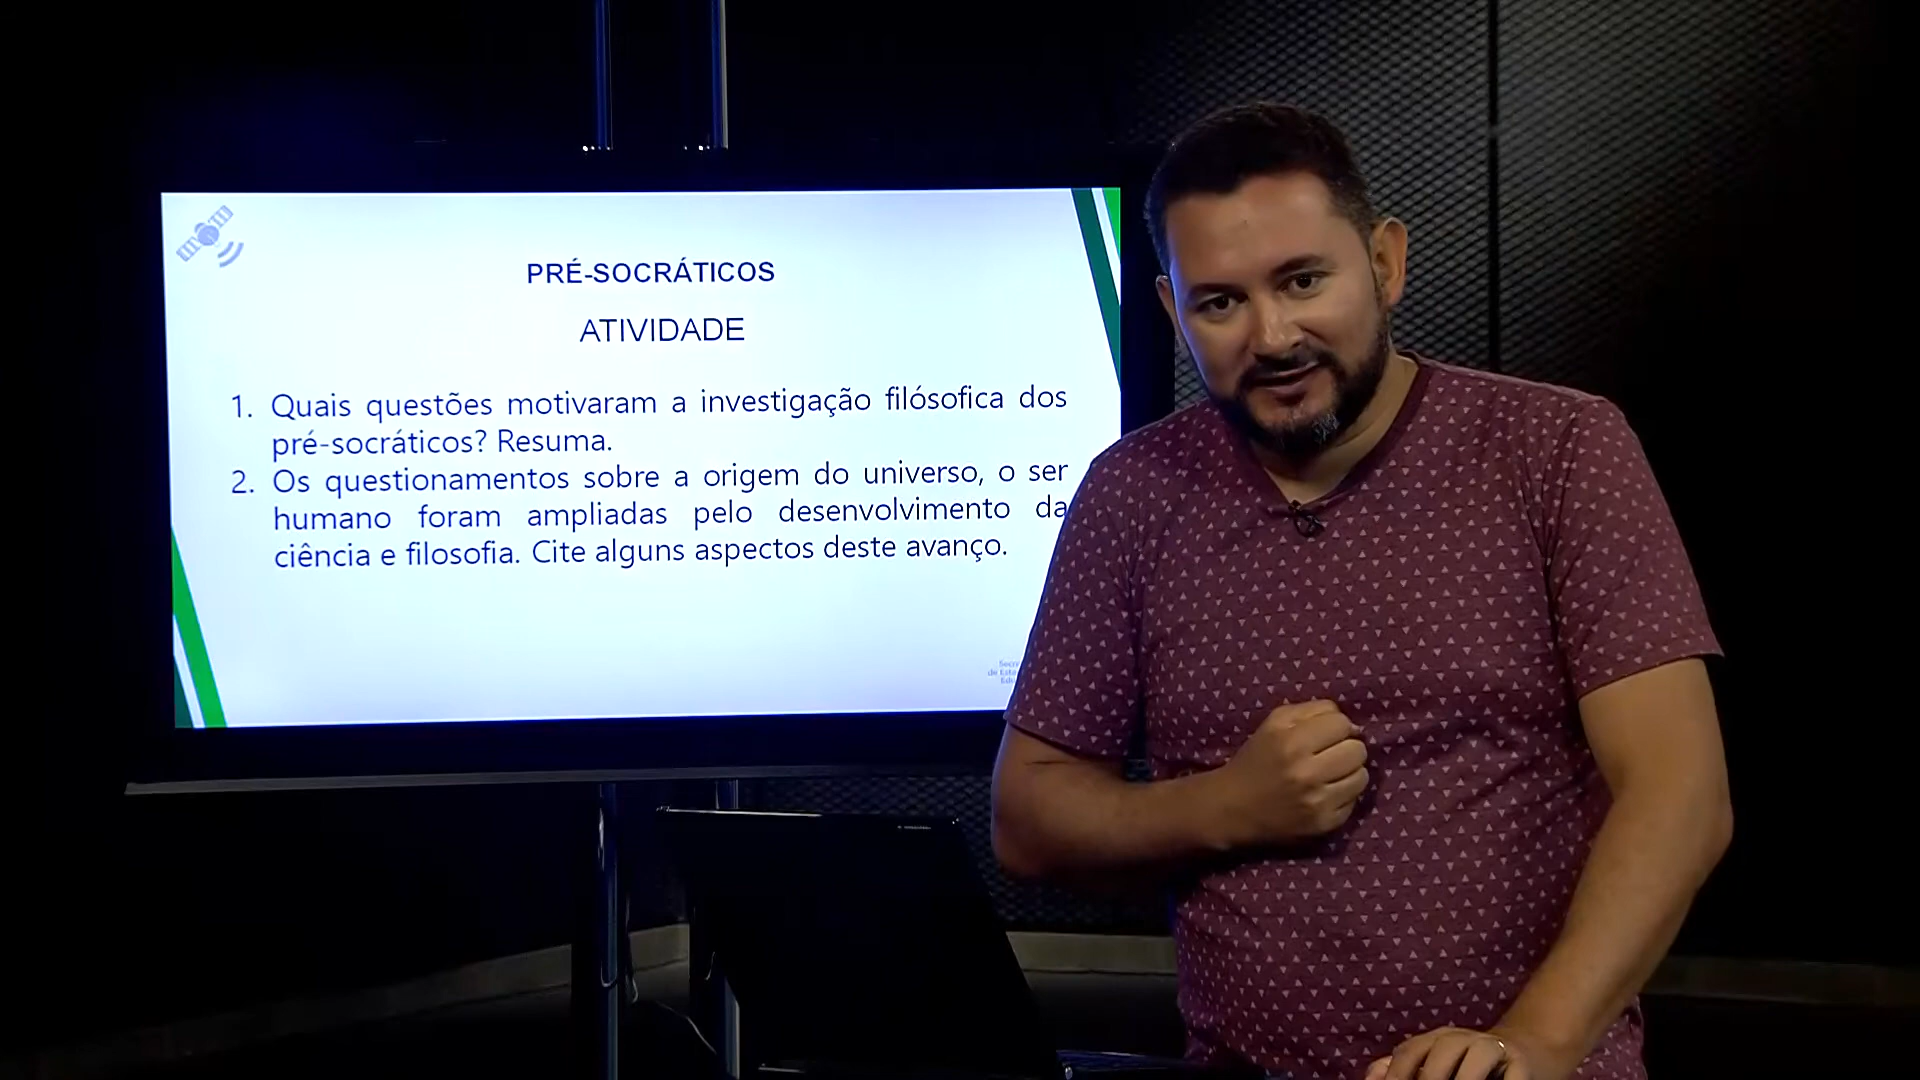 PRÉ-SOCRÁTICOS
ATIVIDADE
1. Quais questões motivaram a investigação filósofica dos
pré-socráticos? Resuma.
2. Os questionamentos sobre a origem do universo, o ser
humano foram ampliadas pelo desenvolvimento da
ciência e filosofia. Cite alguns aspectos deste avanço.